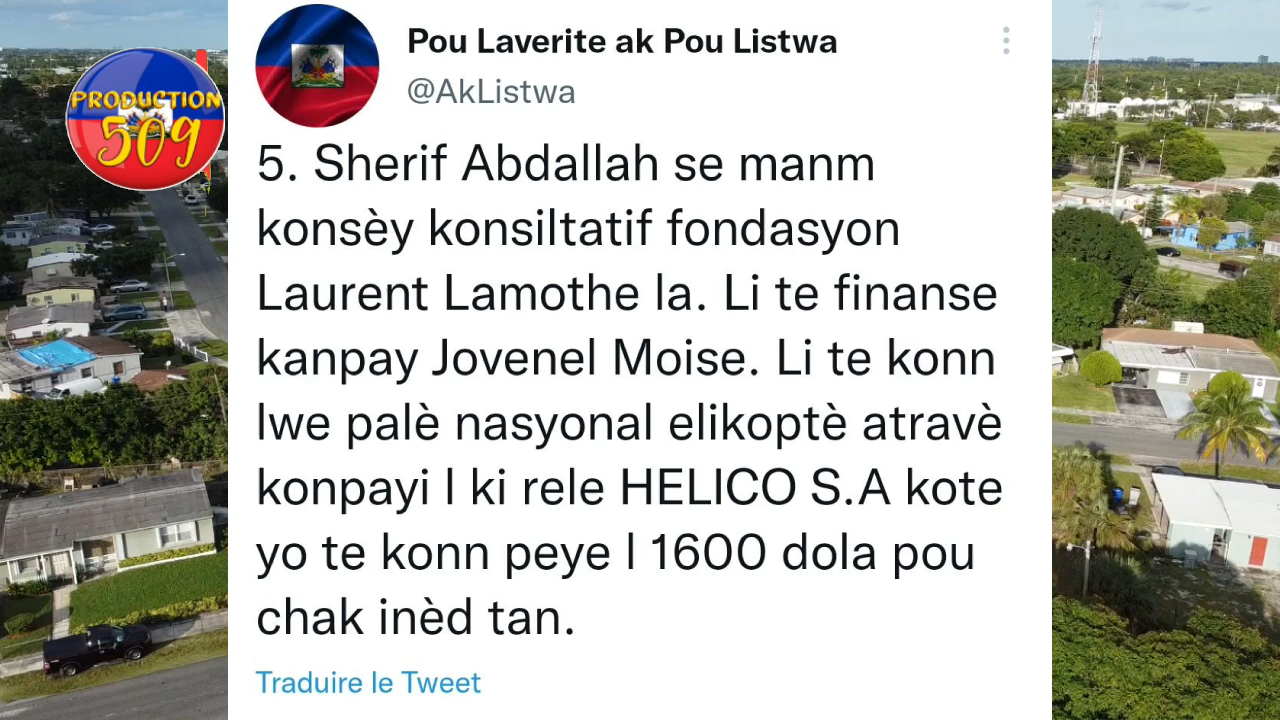 PRODUCTION
509
Pou Laverite ak Pou Listwa
@AkListwa
5. Sherif Abdallah se manm
konsèy konsiltatif fondasyon
Laurent Lamothe la. Li te finanse
kanpay Jovenel Moise. Li te konn
lwe palè nasyonal elikoptè atravè
konpayi l ki rele HELICO S.A kote
yo te konn peye l 1600 dola pou
chak inèd tan.
Traduire le Tweet